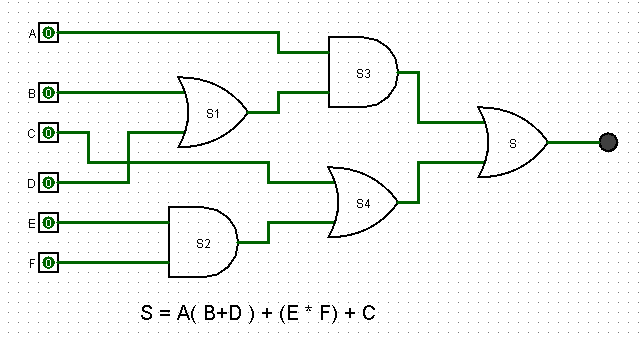 A 0
S3
B 0
S1
C 0
S
D 0
S4
E 0
S2
F 0
S = A( B+D ) + (E * F) + C